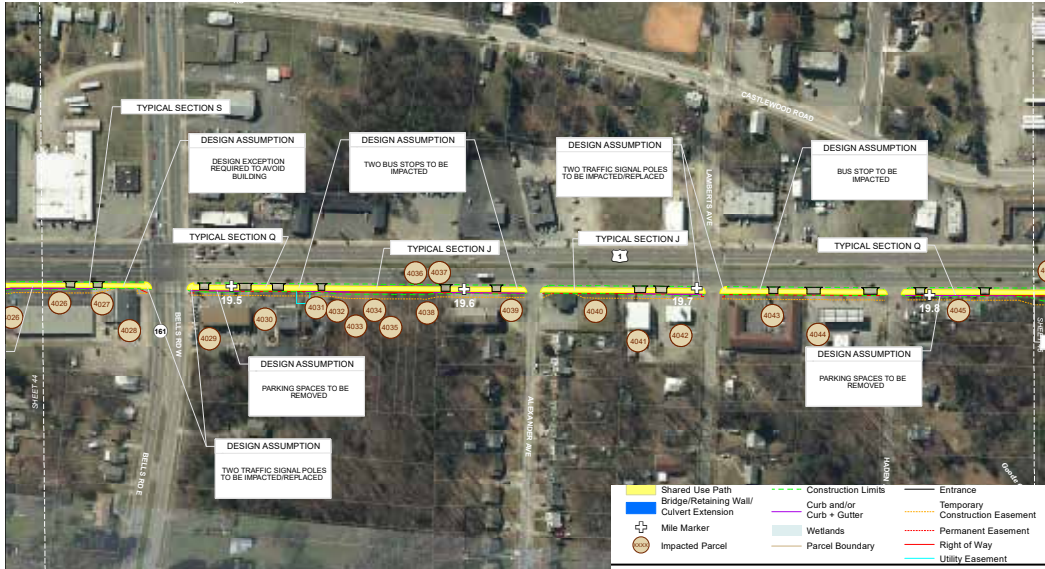 CASTLEWOOD ROAD
TYPICAL SECTION S
DESIGN ASSUMPTION
DESIGN EXCEPTION
REQUIRED TO AVOID
BUILDING
DESIGN ASSUMPTION
TWO BUS STOPS TO BE
IMPACTED
DESIGN ASSUMPTION
TWO TRAFFIC SIGNAL POLES
TO BE IMPACTED/REPLACED
DESIGN ASSUMPTION
BUS STOP TO BE
IMPACTED
LAMBERTS AVE
TYPICAL SECTION Q
TYPICAL SECTION J
TYPICAL SECTION J
TYPICAL SECTION Q
1
4036
4037
19.5
19.6
19.7
19.8
4026
4027
4028
4029
4030
4031
4032
4033
4034
4035
4038
4039
4040
4041
4042
4043
4044
4045
161
BELLS RD W
SHEET 44
DESIGN ASSUMPTION
PARKING SPACES TO BE
REMOVED
DESIGN ASSUMPTION
PARKING SPACES TO BE
REMOVED
DESIGN ASSUMPTION
TWO TRAFFIC SIGNAL POLES
TO BE IMPACTED/REPLACED
BELLS RD E
ALEXANDER AVE
HADEN
Shared Use Path
Bridge/Retaining Wall/
Culvert Extension
Mile Marker
XXXX
Impacted Parcel
Construction Limits
Curb and/or
Curb + Gutter
Wetlands
Parcel Boundary
Entrance
Temporary
Construction Easement
Permanent Easement
Right of Way
Utility Easement